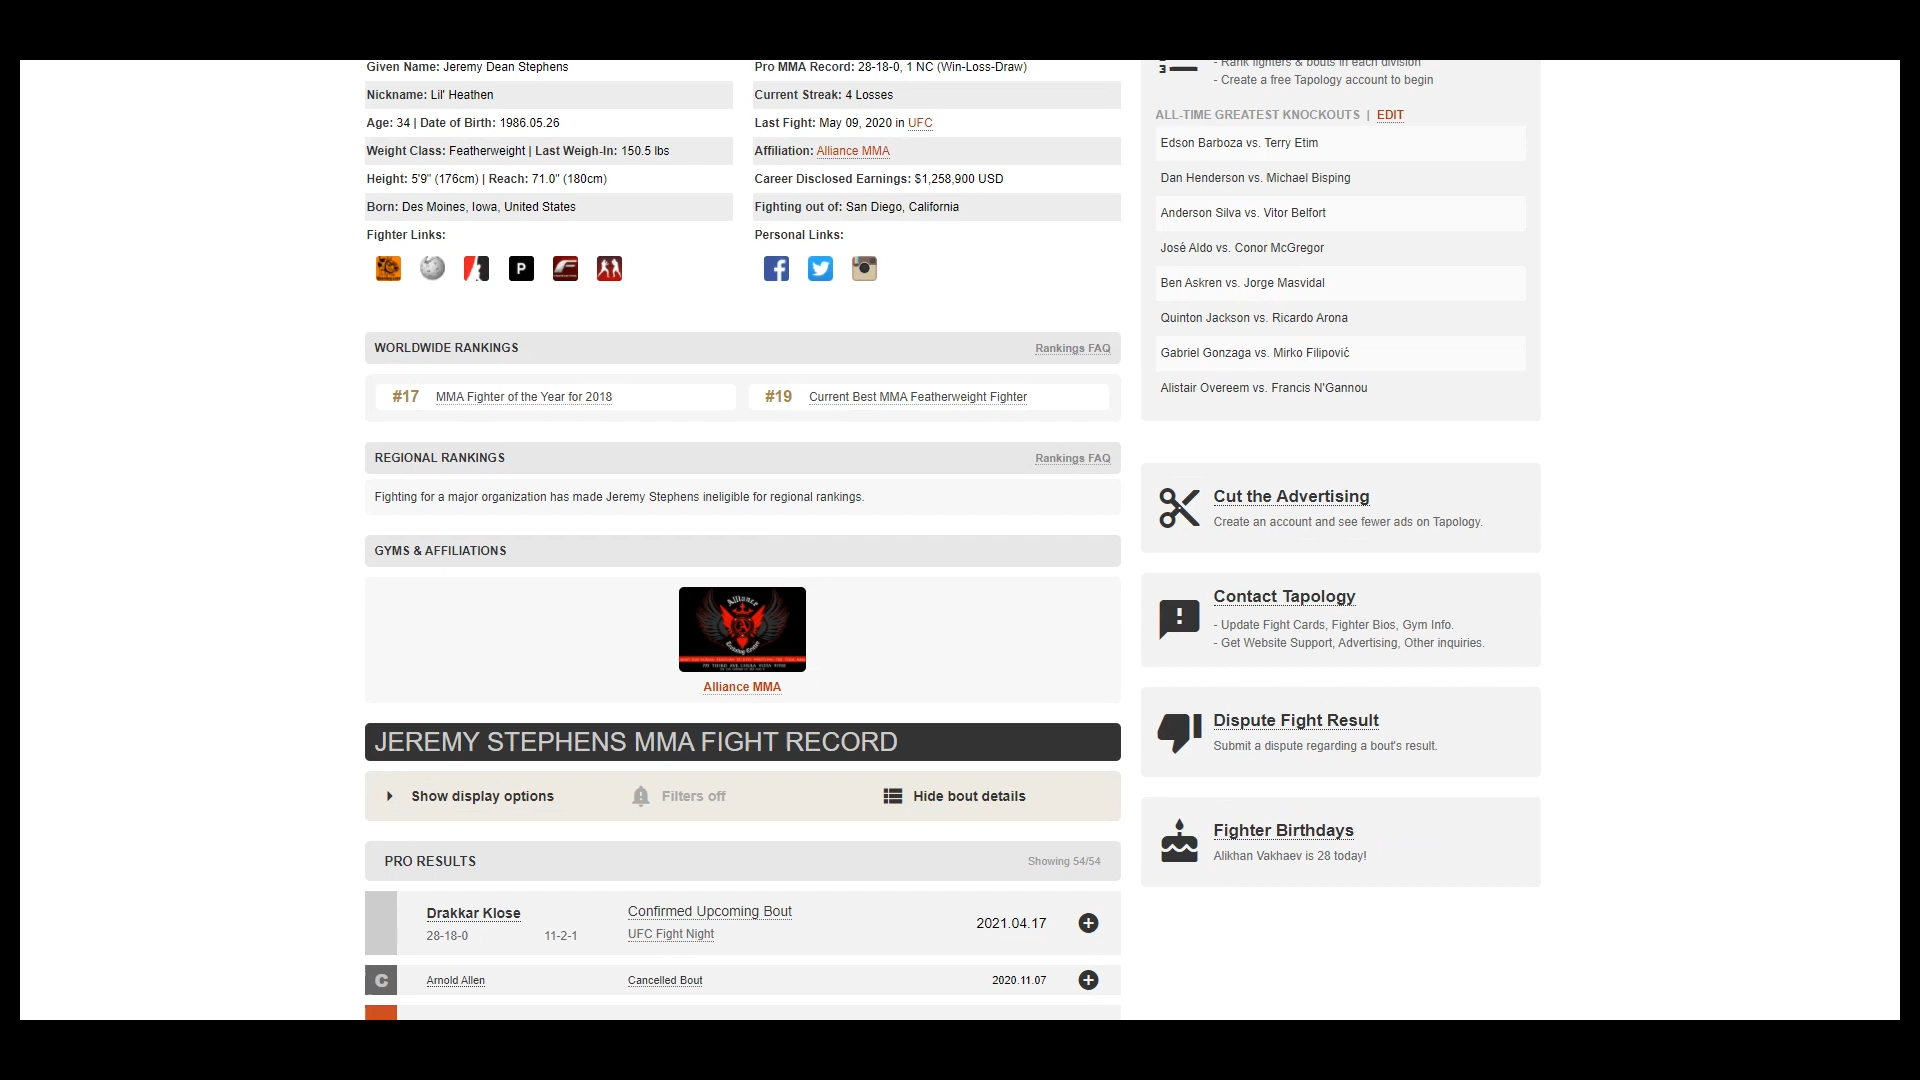 Given Name: Jeremy Dean Stephens
Nickname: Lil' Heathen
Age: 34 | Date of Birth: 1986.05.26
Weight Class: Featherweight | Last Weigh-In: 150.5 lbs
Height: 5'9" (176cm) | Reach: 71.0" (180cm)
Born: Des Moines, Iowa, United States
Fighter Links:
Pro MMA Record: 28-18-0, 1 NC (Win-Loss-Draw)
Current Streak: 4 Losses
Last Fight: May 09, 2020 in UFC
Affiliation: Alliance MMA
Career Disclosed Earnings: $1,258,900 USD
Fighting out of: San Diego, California
Personal Links:
P
WORLDWIDE RANKINGS
Rankings FAQ
#17 MMA Fighter of the Year for 2018
#19 Current Best MMA Featherweight Fighter
REGIONAL RANKINGS
Rankings FAQ
Fighting for a major organization has made Jeremy Stephens ineligible for regional rankings.
GYMS & AFFILIATIONS
Alliance
Alliance MMA
JEREMY STEPHENS MMA FIGHT RECORD
Show display options
Filters off
Hide bout details
PRO RESULTS
Showing 54/54
Drakkar Klose
28-18-0 11-2-1
Confirmed Upcoming Bout
UFC Fight Night
2021.04.17
C
Arnold Allen
Cancelled Bout
2020.11.07
3
- Rank fighters & bouts in each division
- Create a free Tapology account to begin
ALL-TIME GREATEST KNOCKOUTS | EDIT
Edson Barboza vs. Terry Etim
Dan Henderson vs. Michael Bisping
Anderson Silva vs. Vitor Belfort
José Aldo vs. Conor McGregor
Ben Askren vs. Jorge Masvidal
Quinton Jackson vs. Ricardo Arona
Gabriel Gonzaga vs. Mirko Filipović
Alistair Overeem vs. Francis N'Gannou
Cut the Advertising
Create an account and see fewer ads on Tapology.
Contact Tapology
- Update Fight Cards, Fighter Bios, Gym Info.
- Get Website Support, Advertising, Other inquiries.
Dispute Fight Result
Submit a dispute regarding a bout's result.
Fighter Birthdays
Alikhan Vakhaev is 28 today!